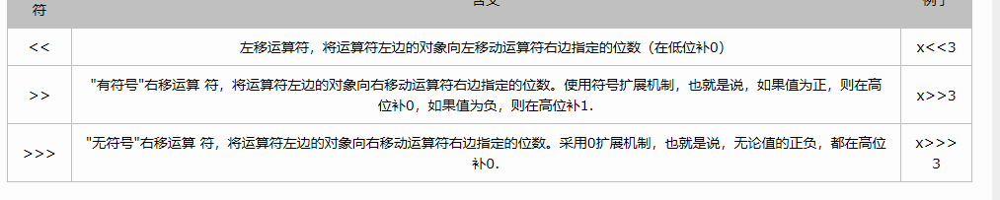 符
<< 左移运算符，将运算符左边的对象向左移动运算符右边指定的位数（在低位补0） x<<3
>> "有符号"右移运算 符，将运算符左边的对象向右移动运算符右边指定的位数。使用符号扩展机制，也就是说，如果值为正，则在高
位补0，如果值为负，则在高位补1.
x>>3
>>> "无符号"右移运算 符，将运算符左边的对象向右移动运算符右边指定的位数。采用0扩展机制，也就是说，无论值的正负，都在高位
补0.
x>>>
3